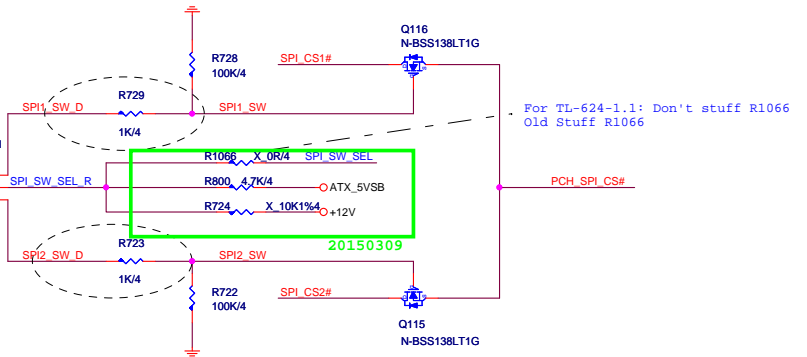 Q116
N-BSS138LT1G
SPI_CS1#
R728
100K/4
R729
SPI1_SW_D
SPI1_SW
1K/4
For TL-624-1.1: Don't stuff R1066
Old Stuff R1066
R1066 X_0R/4 SPI_SW_SEL
SPI_SW_SEL_R
R800 4.7K/4
ATX_5VSB
PCH_SPI_CS#
R724 X_10K1%4
+12V
20150309
R723
SPI2_SW_D
SPI2_SW
1K/4
R722
100K/4
SPI_CS2#
Q115
N-BSS138LT1G